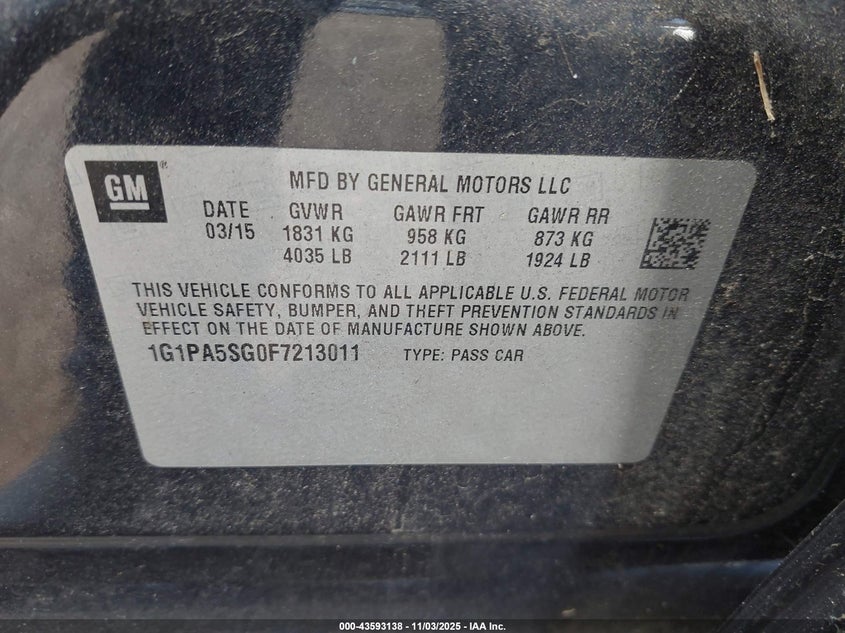 GM®
MFD BY GENERAL MOTORS LLC
DATE GVWR GAWR FRT GAWR RR
03/15 1831 KG 958 KG 873 KG
4035 LB 2111 LB 1924 LB
THIS VEHICLE CONFORMS TO ALL APPLICABLE U.S. FEDERAL MOTOR
VEHICLE SAFETY, BUMPER, AND THEFT PREVENTION STANDARDS IN
EFFECT ON THE DATE OF MANUFACTURE SHOWN ABOVE.
1G1PA5SG0F7213011 TYPE: PASS CAR
000-43593138 - 11/03/2025 - IAA Inc.